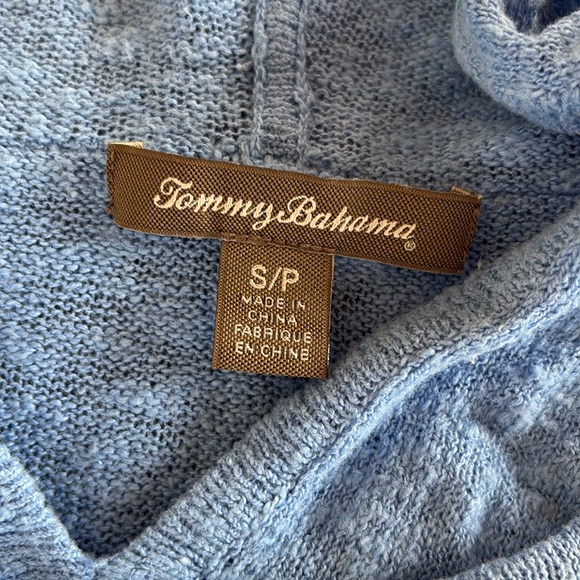 Tommy Bahama®
S/P
MADE IN
CHINA
FABRIQUE
EN CHINE